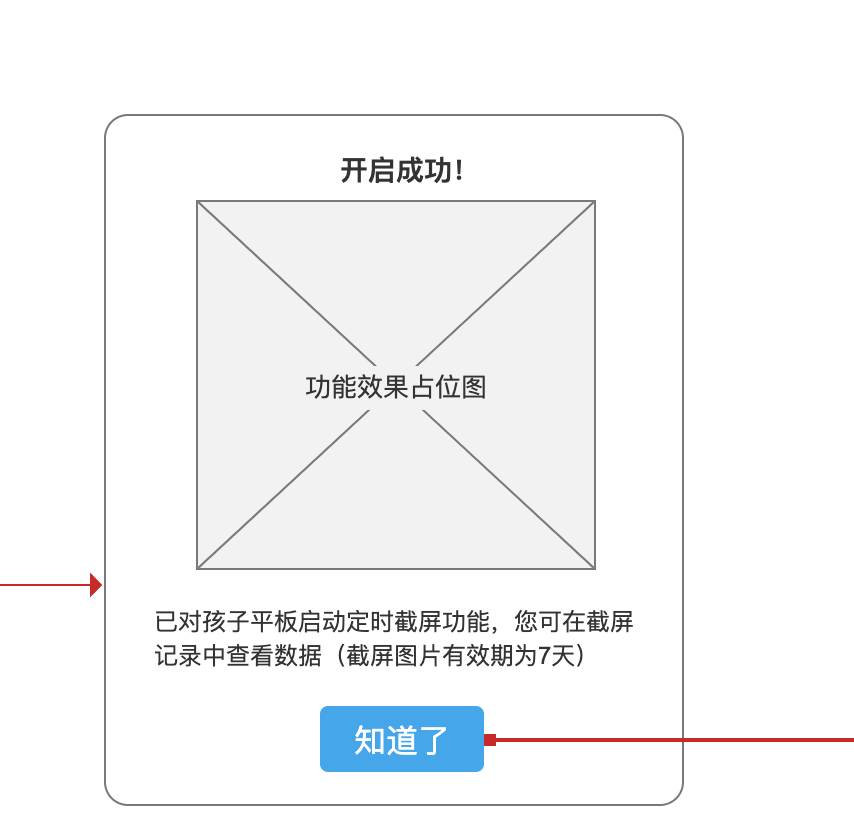 开启成功！
功能效果占位图
已对孩子平板启动定时截屏功能，您可在截屏
记录中查看数据（截屏图片有效期为7天）
知道了